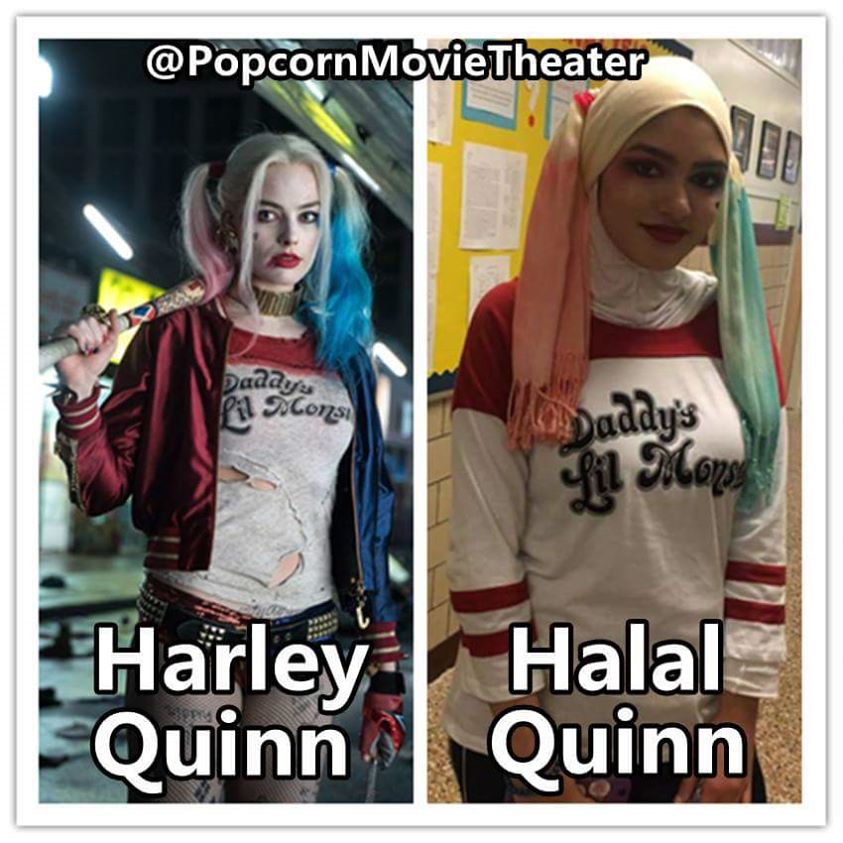 @PopcornMovieTheater
Daddy's
Lil Monst
Daddy's
Lil Mons
Harley
Quinn
Halal
Quinn